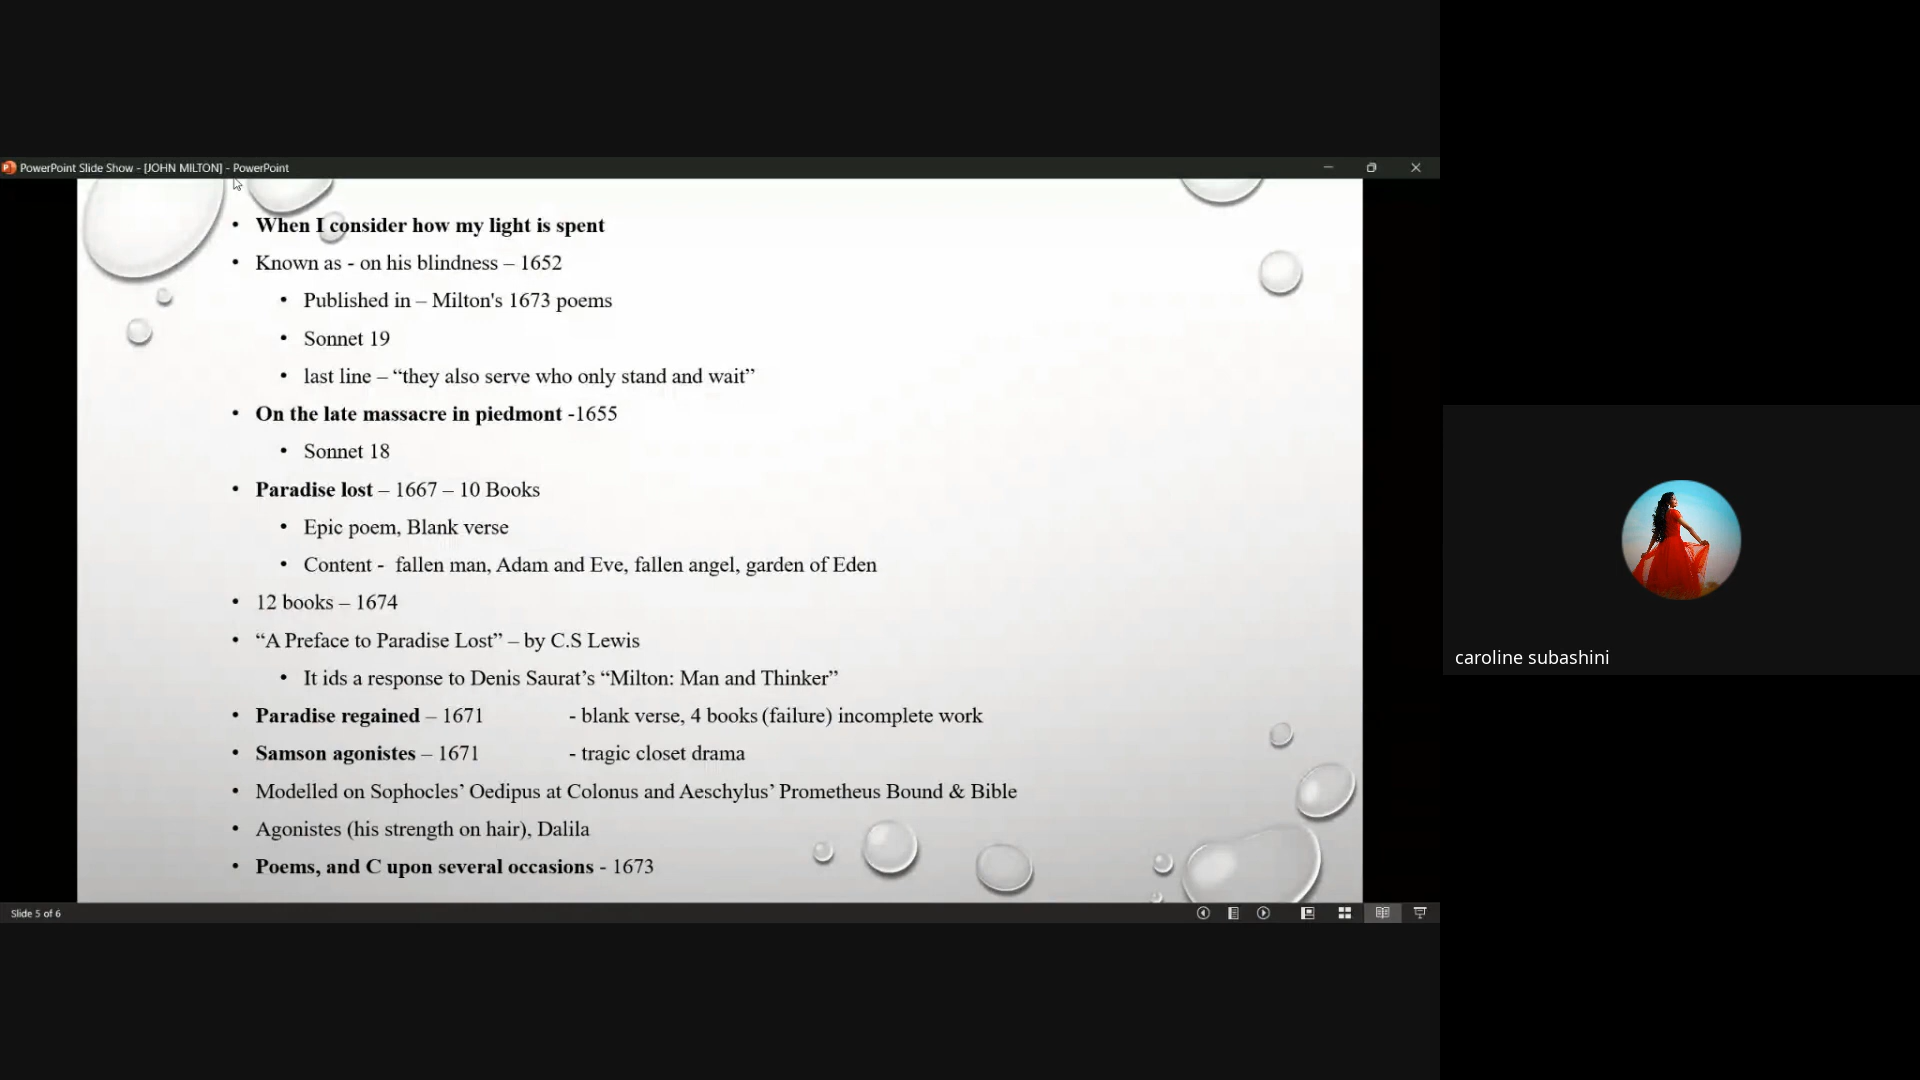 PowerPoint Slide Show - [JOHN MILTON] - PowerPoint
• When I consider how my light is spent
• Known as - on his blindness – 1652
• Published in – Milton's 1673 poems
• Sonnet 19
• last line – “they also serve who only stand and wait”
• On the late massacre in piedmont -1655
• Sonnet 18
• Paradise lost – 1667 – 10 Books
• Epic poem, Blank verse
• Content - fallen man, Adam and Eve, fallen angel, garden of Eden
• 12 books – 1674
• “A Preface to Paradise Lost” – by C.S Lewis
• It ids a response to Denis Saurat’s “Milton: Man and Thinker”
• Paradise regained – 1671 - blank verse, 4 books (failure) incomplete work
• Samson agonistes – 1671 - tragic closet drama
• Modelled on Sophocles’ Oedipus at Colonus and Aeschylus’ Prometheus Bound & Bible
• Agonistes (his strength on hair), Dalila
• Poems, and C upon several occasions - 1673
Slide 5 of 6
caroline subashini